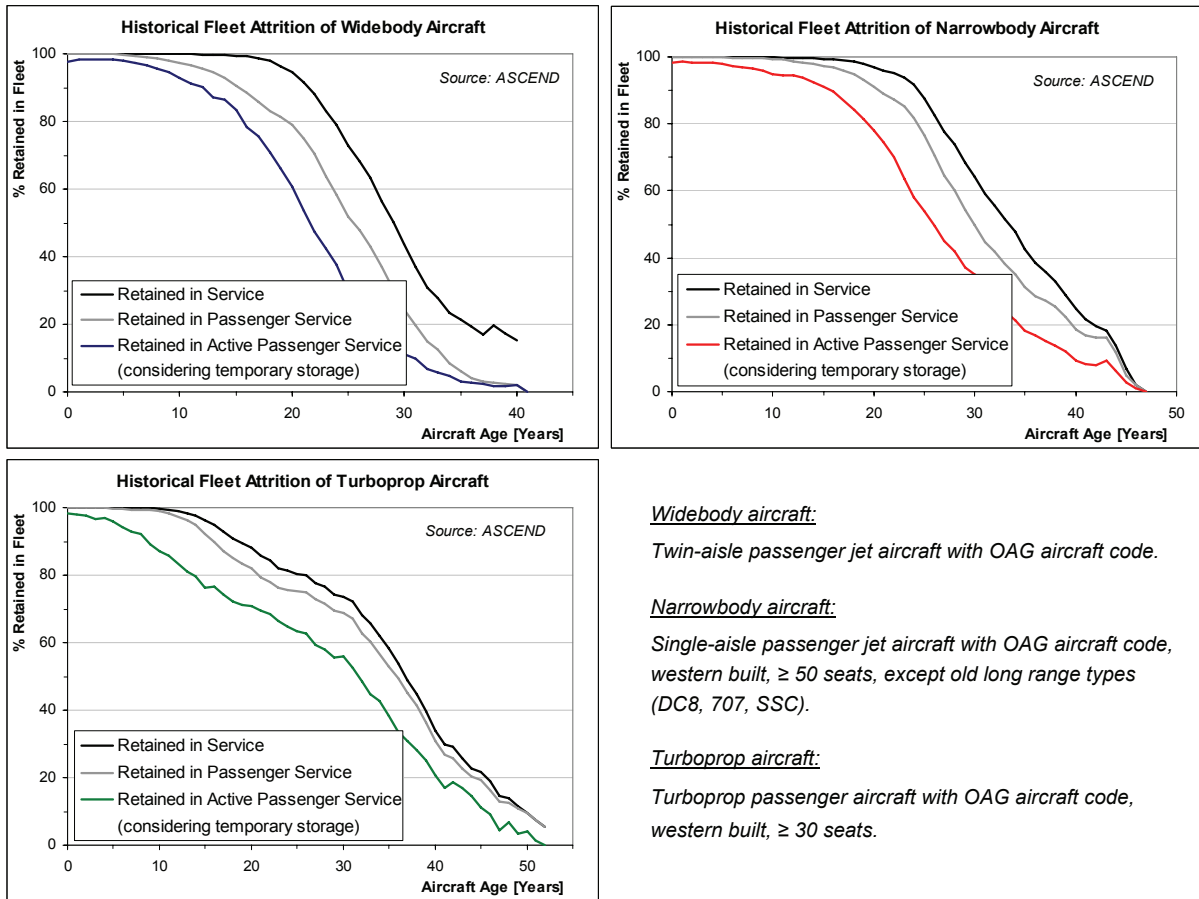 Historical Fleet Attrition of Widebody Aircraft
Source: ASCEND
% Retained in Fleet
100
80
60
40
20
0
Retained in Service
Retained in Passenger Service
Retained in Active Passenger Service
(considering temporary storage)
0 10 20 30 40
Aircraft Age [Years]
Historical Fleet Attrition of Narrowbody Aircraft
Source: ASCEND
% Retained in Fleet
100
80
60
40
20
0
Retained in Service
Retained in Passenger Service
Retained in Active Passenger Service
(considering temporary storage)
0 10 20 30 40 50
Aircraft Age [Years]
Historical Fleet Attrition of Turboprop Aircraft
Source: ASCEND
% Retained in Fleet
100
80
60
40
20
0
Retained in Service
Retained in Passenger Service
Retained in Active Passenger Service
(considering temporary storage)
0 10 20 30 40 50
Aircraft Age [Years]
Widebody aircraft:
Twin-aisle passenger jet aircraft with OAG aircraft code.
Narrowbody aircraft:
Single-aisle passenger jet aircraft with OAG aircraft code,
western built, ≥ 50 seats, except old long range types
(DC8, 707, SSC).
Turboprop aircraft:
Turboprop passenger aircraft with OAG aircraft code,
western built, ≥ 30 seats.